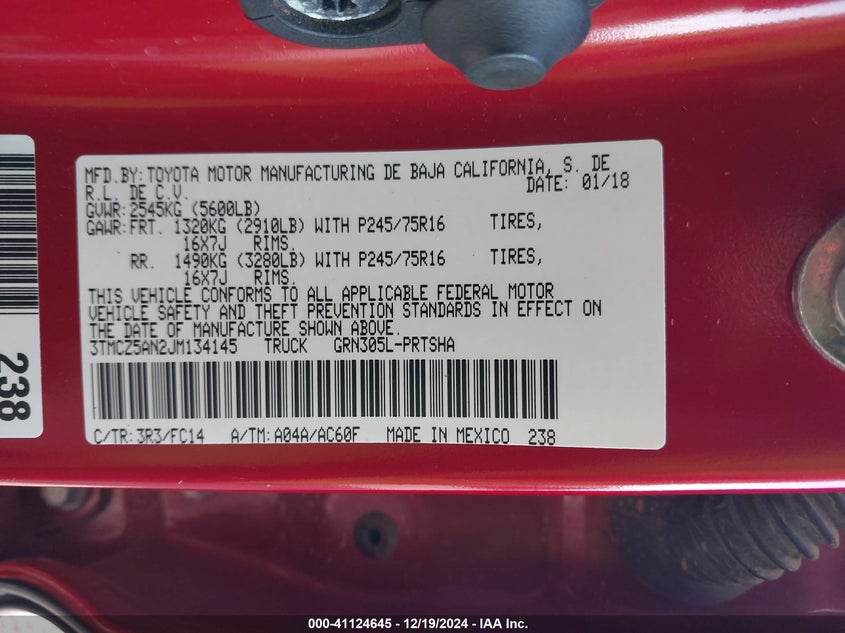 MFD.BY:TOYOTA MOTOR MANUFACTURING DE BAJA CALIFORNIA, S. DE
R.L. DE C.V. DATE: 01/18
GVWR:2545KG (5600LB)
GAWR:FRT. 1320KG (2910LB) WITH P245/75R16 TIRES,
16X7J RIMS.
RR. 1490KG (3280LB) WITH P245/75R16 TIRES,
16X7J RIMS.
THIS VEHICLE CONFORMS TO ALL APPLICABLE FEDERAL MOTOR
VEHICLE SAFETY AND THEFT PREVENTION STANDARDS IN EFFECT ON
THE DATE OF MANUFACTURE SHOWN ABOVE.
3TMCZ5AN2JM134145 TRUCK GRN305L-PRTSHA
C/TR:3R3/FC14 A/TM:A04A/AC60F MADE IN MEXICO 238
238
000-41124645 - 12/19/2024 - IAA Inc.